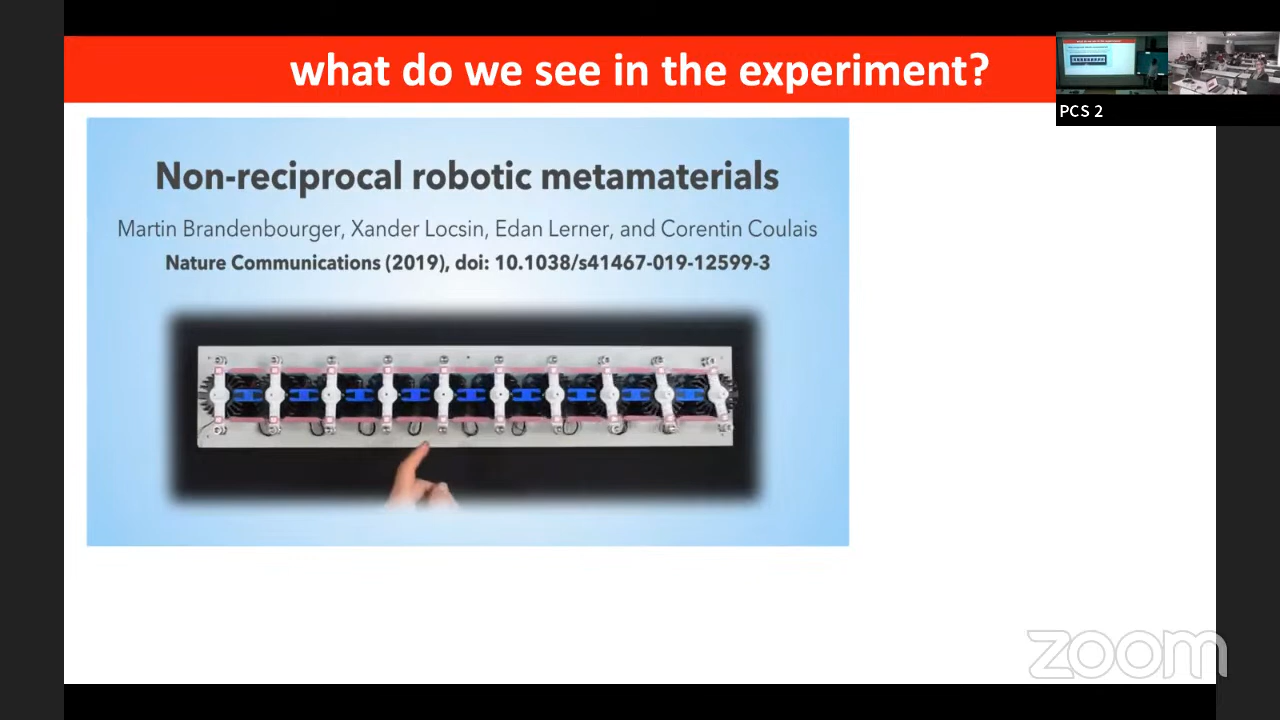 what do we see in the experiment?
PCS 2
Non-reciprocal robotic metamaterials
Martin Brandenbourger, Xander Locsin, Edan Lerner, and Corentin Coulais
Nature Communications (2019), doi: 10.1038/s41467-019-12599-3
zoom